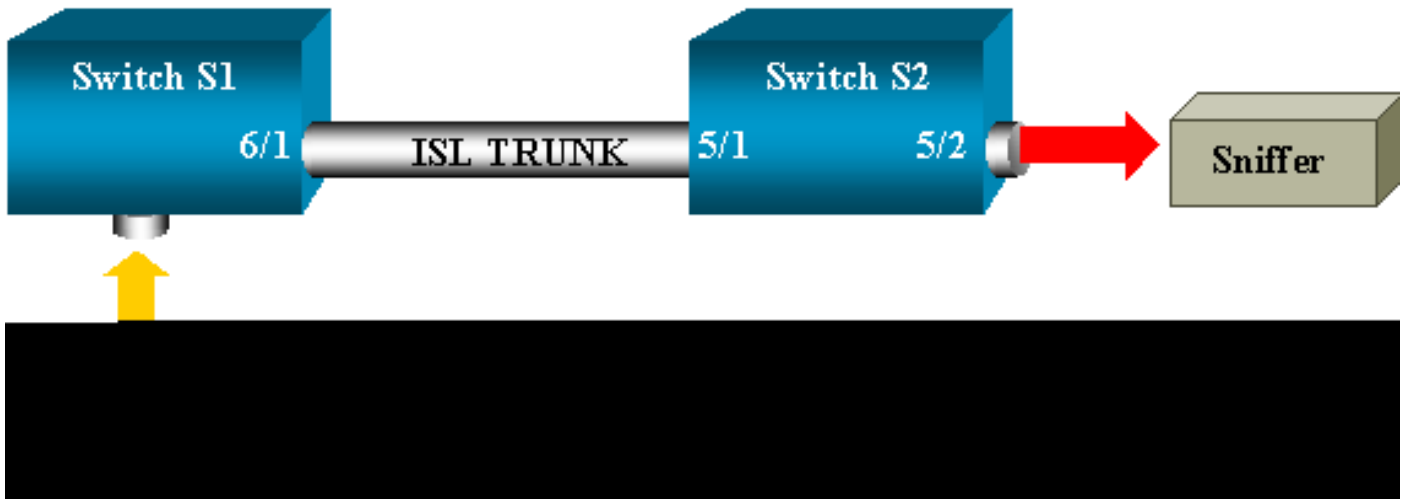 Switch S1
Switch S2
6/1
ISL TRUNK
5/1
5/2
Sniffer